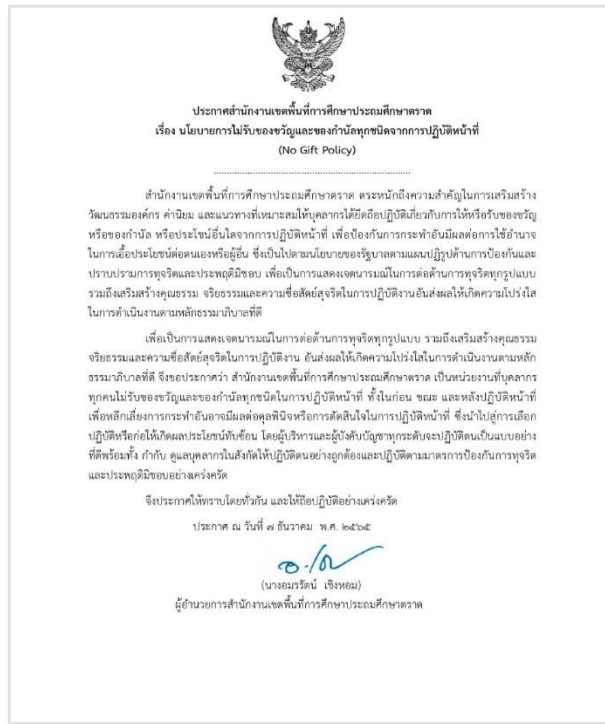 ประกาศสำนักงานเขตพื้นที่การศึกษาประถมศึกษาตราด
เรื่อง นโยบายการไม่รับของขวัญและของกำนัลทุกชนิดจากการปฏิบัติหน้าที่
(No Gift Policy)
สำนักงานเขตพื้นที่การศึกษาประถมศึกษาตราด ตระหนักถึงความสำคัญในการเสริมสร้าง
วัฒนธรรมองค์กร ค่านิยม และแนวทางที่เหมาะสมให้บุคลากรได้ยึดถือปฏิบัติเกี่ยวกับการให้หรือรับของขวัญ
หรือของกำนัล หรือประโยชน์อื่นใดจากการปฏิบัติหน้าที่ เพื่อป้องกันการกระทำอันมีผลต่อการใช้อำนาจ
ในการเอื้อประโยชน์ต่อตนเองหรือผู้อื่น ซึ่งเป็นไปตามนโยบายของรัฐบาลตามแผนปฏิรูปด้านการป้องกันและ
ปราบปรามการทุจริตและประพฤติมิชอบ เพื่อเป็นการแสดงเจตนารมณ์ในการต่อต้านการทุจริตทุกรูปแบบ
รวมถึงเสริมสร้างคุณธรรม จริยธรรมและความซื่อสัตย์สุจริตในการปฏิบัติงานอันส่งผลให้เกิดความโปร่งใส
ในการดำเนินงานตามหลักธรรมาภิบาลที่ดี
เพื่อเป็นการแสดงเจตนารมณ์ในการต่อต้านการทุจริตทุกรูปแบบ รวมถึงเสริมสร้างคุณธรรม
จริยธรรมและความซื่อสัตย์สุจริตในการปฏิบัติงาน อันส่งผลให้เกิดความโปร่งใสในการดำเนินงานตามหลัก
ธรรมาภิบาลที่ดี จึงขอประกาศว่า สำนักงานเขตพื้นที่การศึกษาประถมศึกษาตราด เป็นหน่วยงานที่บุคลากร
ทุกคนไม่รับของขวัญและของกำนัลทุกชนิดในการปฏิบัติหน้าที่ ทั้งในก่อน ขณะ และหลังปฏิบัติหน้าที่
เพื่อหลีกเลี่ยงการกระทำอันอาจมีผลต่อดุลพินิจหรือการตัดสินใจในการปฏิบัติหน้าที่ ซึ่งนำไปสู่การเลือก
ปฏิบัติหรือก่อให้เกิดผลประโยชน์ทับซ้อน โดยผู้บริหารและผู้บังคับบัญชาทุกระดับจะปฏิบัติตนเป็นแบบอย่าง
ที่ดีพร้อมทั้ง กำกับ ดูแลบุคลากรในสังกัดให้ปฏิบัติตนอย่างถูกต้องและปฏิบัติตามมาตรการป้องกันการทุจริต
และประพฤติมิชอบอย่างเคร่งครัด
จึงประกาศให้ทราบโดยทั่วกัน และให้ถือปฏิบัติอย่างเคร่งครัด
ประกาศ ณ วันที่ ๗ ธันวาคม พ.ศ. ๒๕๖๕
(นางอมรรัตน์ เชิงหอม)
ผู้อำนวยการสำนักงานเขตพื้นที่การศึกษาประถมศึกษาตราด